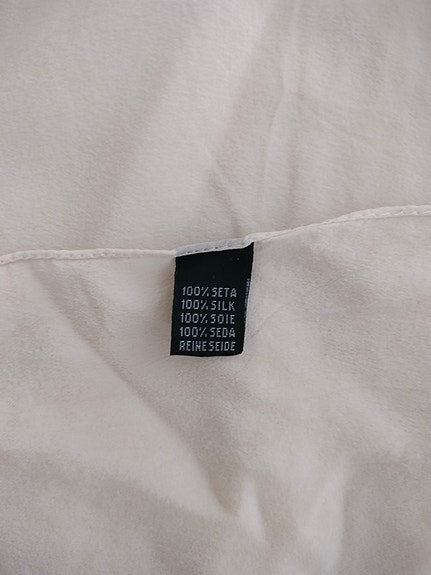 100% SETA
100% SILK
100% SOIE
100% SEDA
REINE SEIDE